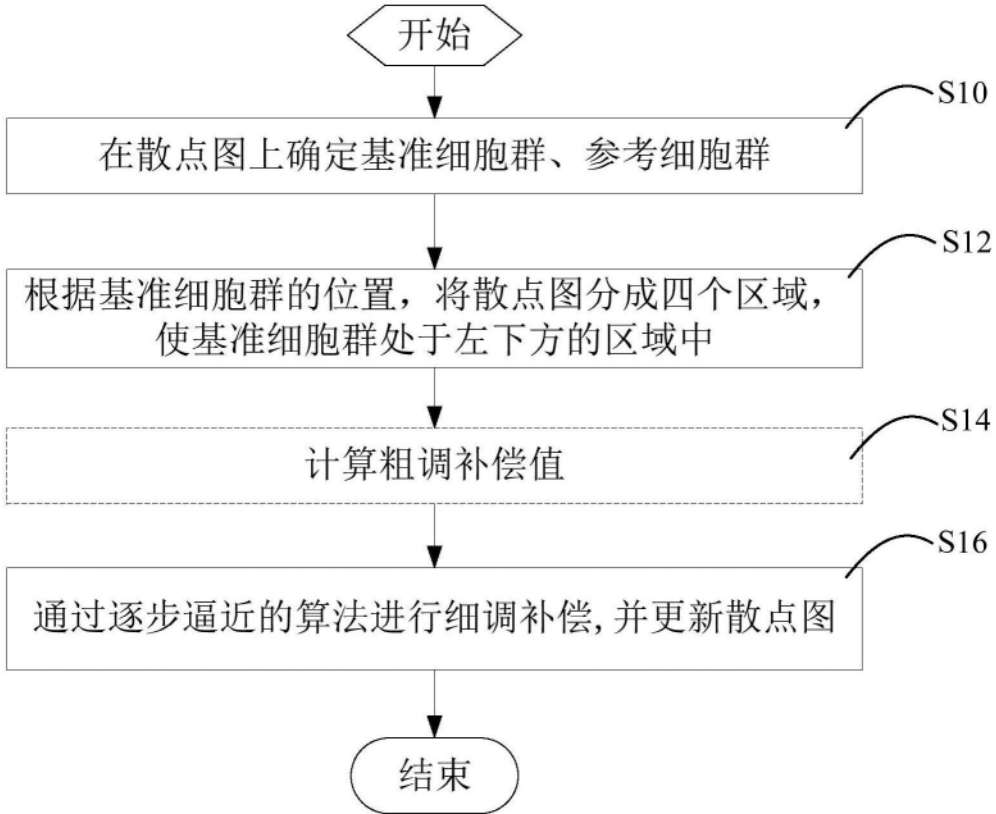 开始
S10
在散点图上确定基准细胞群、参考细胞群
S12
根据基准细胞群的位置，将散点图分成四个区域，
使基准细胞群处于左下方的区域中
S14
计算粗调补偿值
S16
通过逐步逼近的算法进行细调补偿,并更新散点图
结束